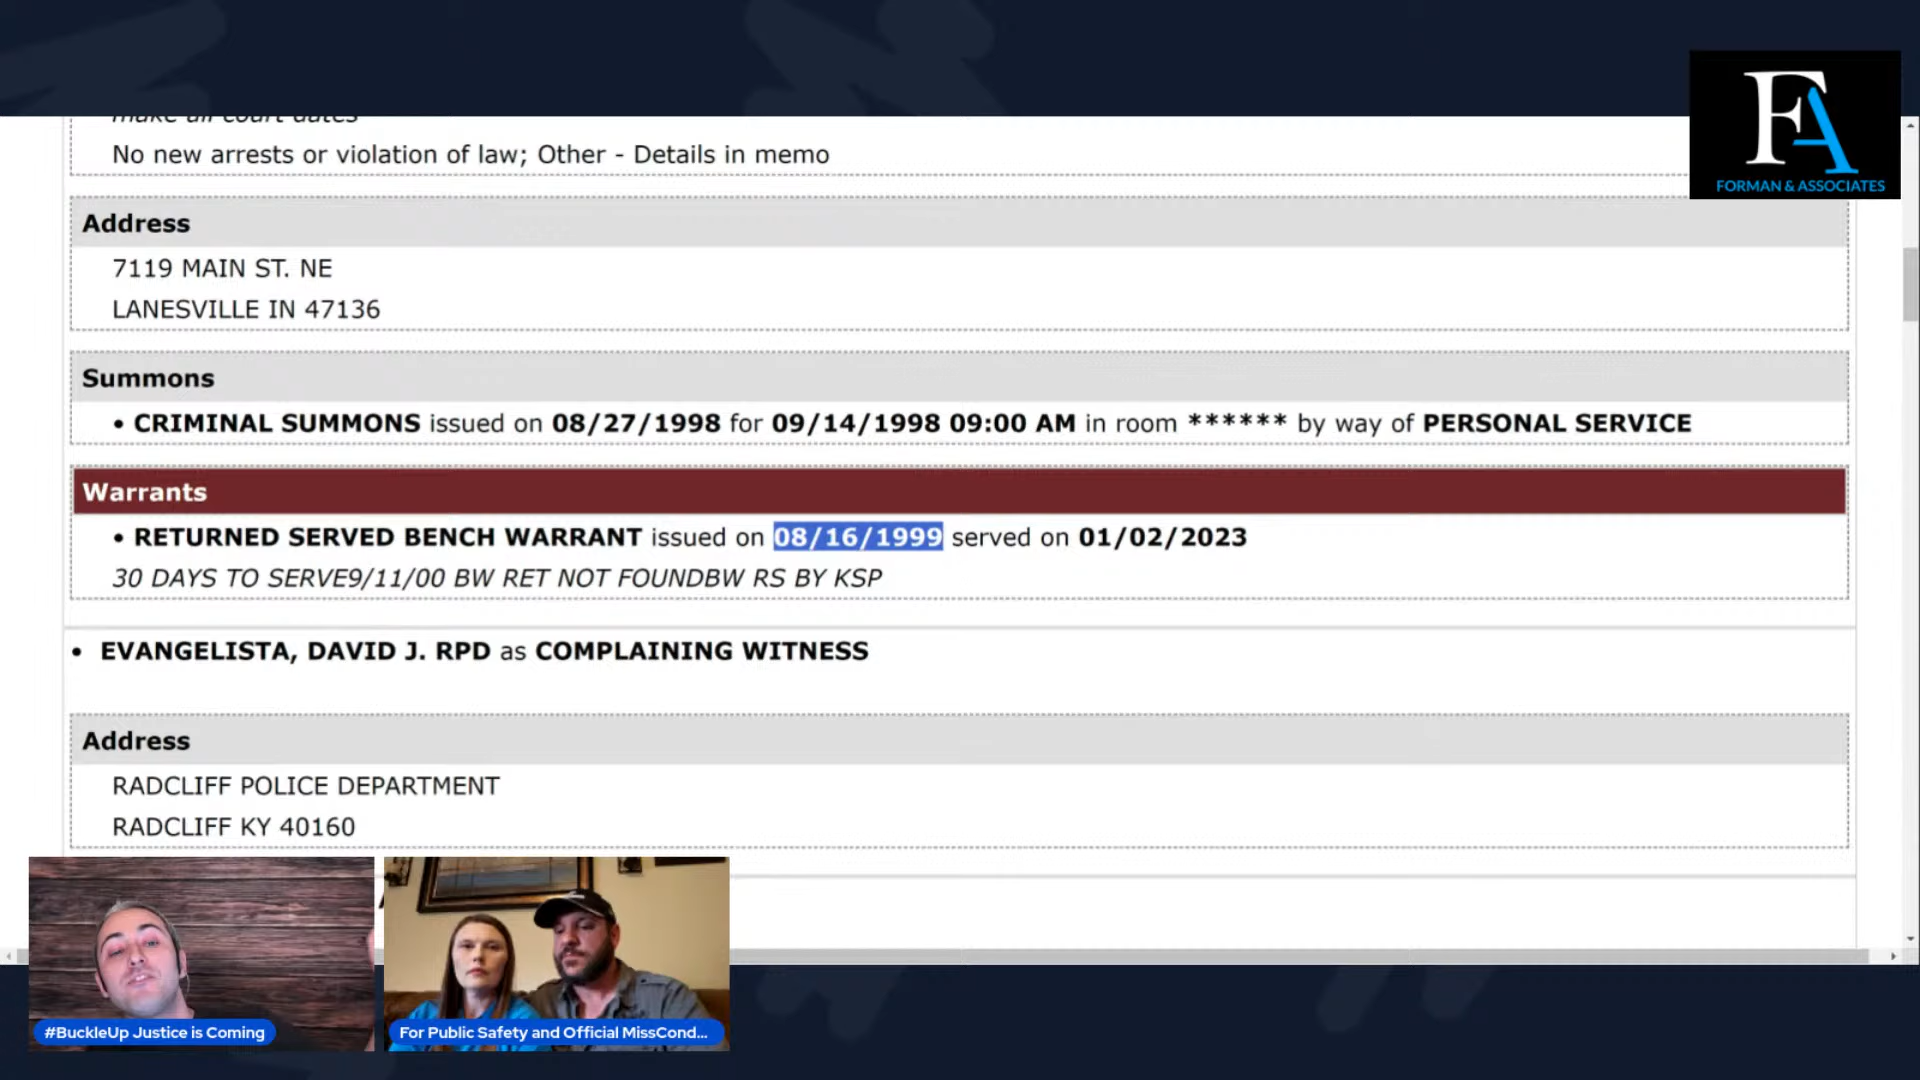 make all court dates
No new arrests or violation of law; Other - Details in memo
FA
FORMAN & ASSOCIATES
Address
7119 MAIN ST. NE
LANESVILLE IN 47136
Summons
• CRIMINAL SUMMONS issued on 08/27/1998 for 09/14/1998 09:00 AM in room ****** by way of PERSONAL SERVICE
Warrants
• RETURNED SERVED BENCH WARRANT issued on 08/16/1999 served on 01/02/2023
30 DAYS TO SERVE9/11/00 BW RET NOT FOUNDBW RS BY KSP
• EVANGELISTA, DAVID J. RPD as COMPLAINING WITNESS
Address
RADCLIFF POLICE DEPARTMENT
RADCLIFF KY 40160
#BuckleUp Justice is Coming
For Public Safety and Official MissCond...